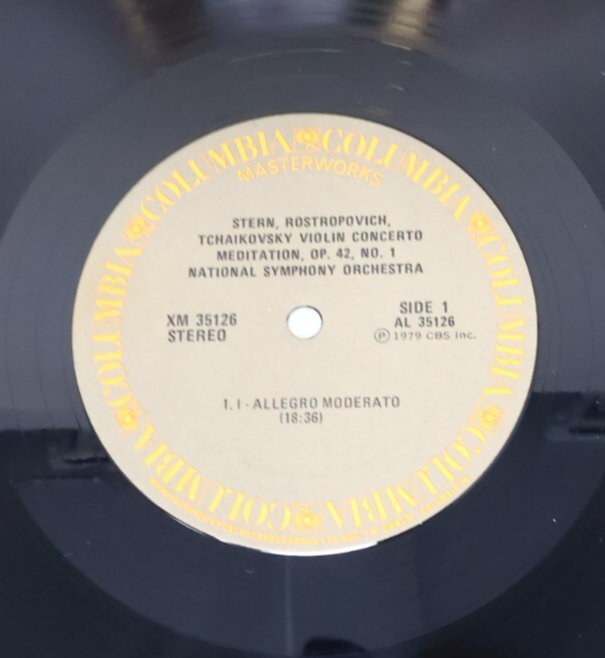 COLUMBIA COLUMBIA COLUMBIA COLUMBIA COLUMBIA COLUMBIA
MASTERWORKS
STERN, ROSTROPOVICH,
TCHAIKOVSKY VIOLIN CONCERTO
MEDITATION, OP. 42, NO. 1
NATIONAL SYMPHONY ORCHESTRA
XM 35126
STEREO
SIDE 1
AL 35126
Ⓟ 1979 CBS Inc.
1. I - ALLEGRO MODERATO
(18:36)